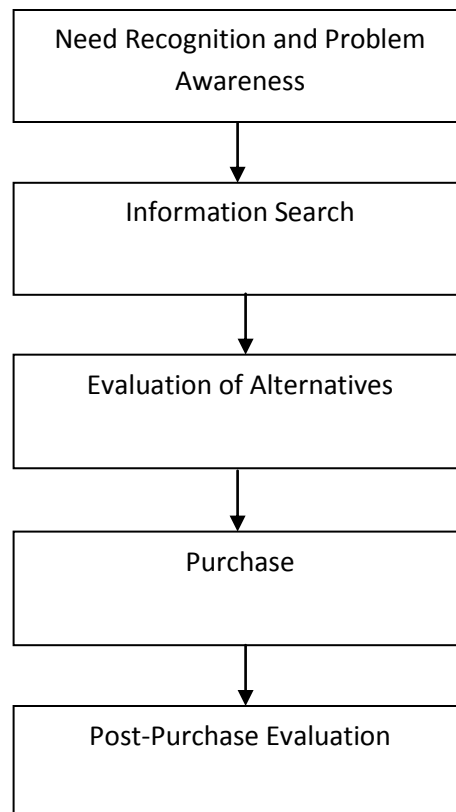 Need Recognition and Problem
Awareness
Information Search
Evaluation of Alternatives
Purchase
Post-Purchase Evaluation